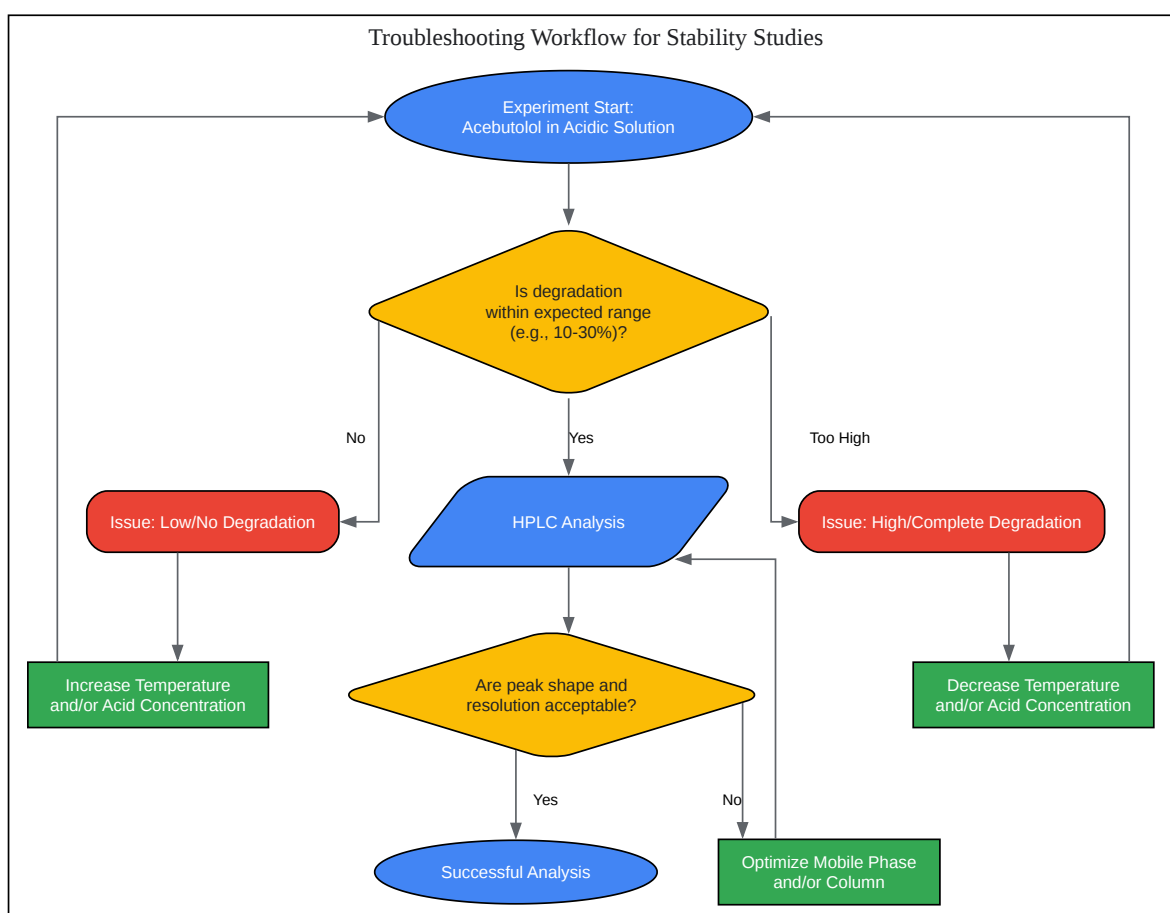 Troubleshooting Workflow for Stability Studies
Experiment Start:
Acebutolol in Acidic Solution
Is degradation
within expected range
(e.g., 10-30%)?
No
Yes
Too High
Issue: Low/No Degradation
HPLC Analysis
Issue: High/Complete Degradation
Increase Temperature
and/or Acid Concentration
Are peak shape and
resolution acceptable?
Decrease Temperature
and/or Acid Concentration
Yes
No
Successful Analysis
Optimize Mobile Phase
and/or Column